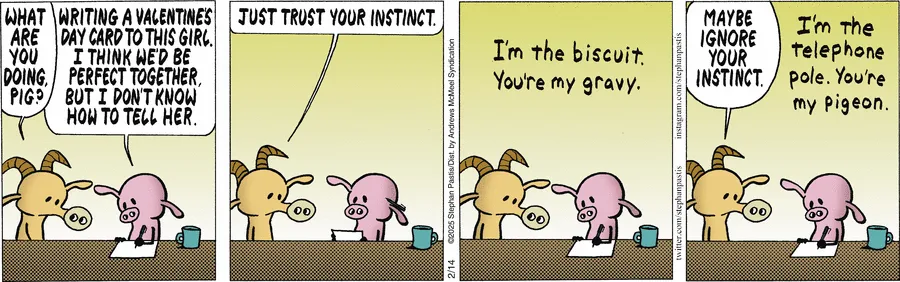 WHAT
ARE
YOU
DOING,
PIG?
WRITING A VALENTINE'S
DAY CARD TO THIS GIRL.
I THINK WE'D BE
PERFECT TOGETHER,
BUT I DON'T KNOW
HOW TO TELL HER.
JUST TRUST YOUR INSTINCT.
©2025 Stephan Pastis/Dist. by Andrews McMeel Syndication
2/14
I'm the biscuit.
You're my gravy.
twitter.com/stephanpastis
instagram.com/stephanpastis
MAYBE
IGNORE
YOUR
INSTINCT.
I'm the
telephone
pole. You're
my pigeon.